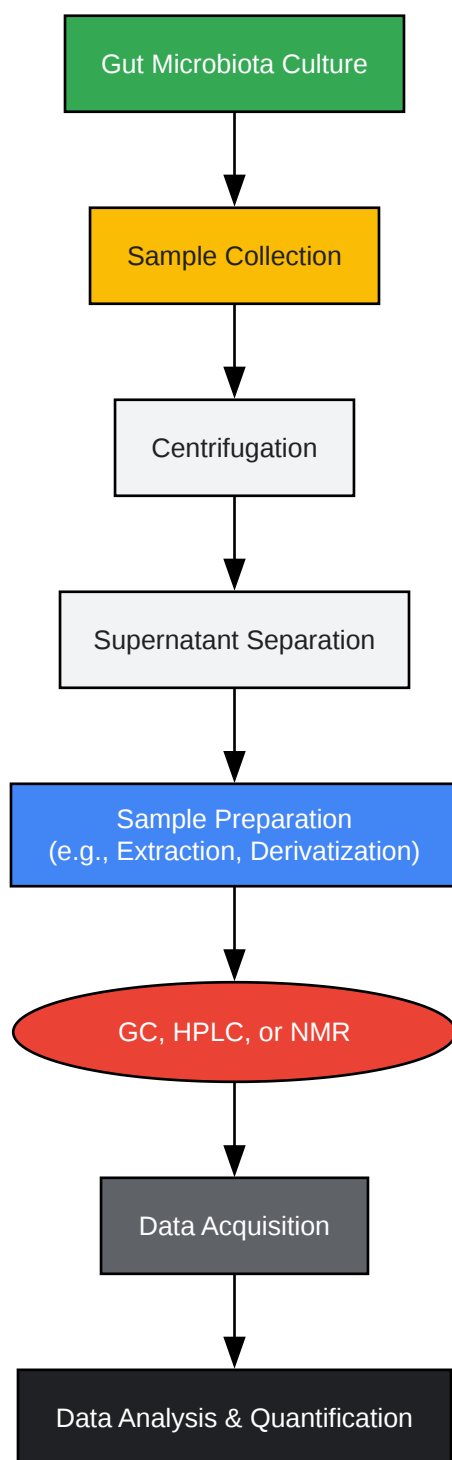 Gut Microbiota Culture
Sample Collection
Centrifugation
Supernatant Separation
Sample Preparation
(e.g., Extraction, Derivatization)
GC, HPLC, or NMR
Data Acquisition
Data Analysis & Quantification